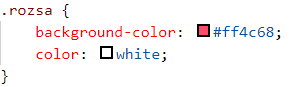 .rozsa {
    background-color: #ff4c68;
    color: white;
}